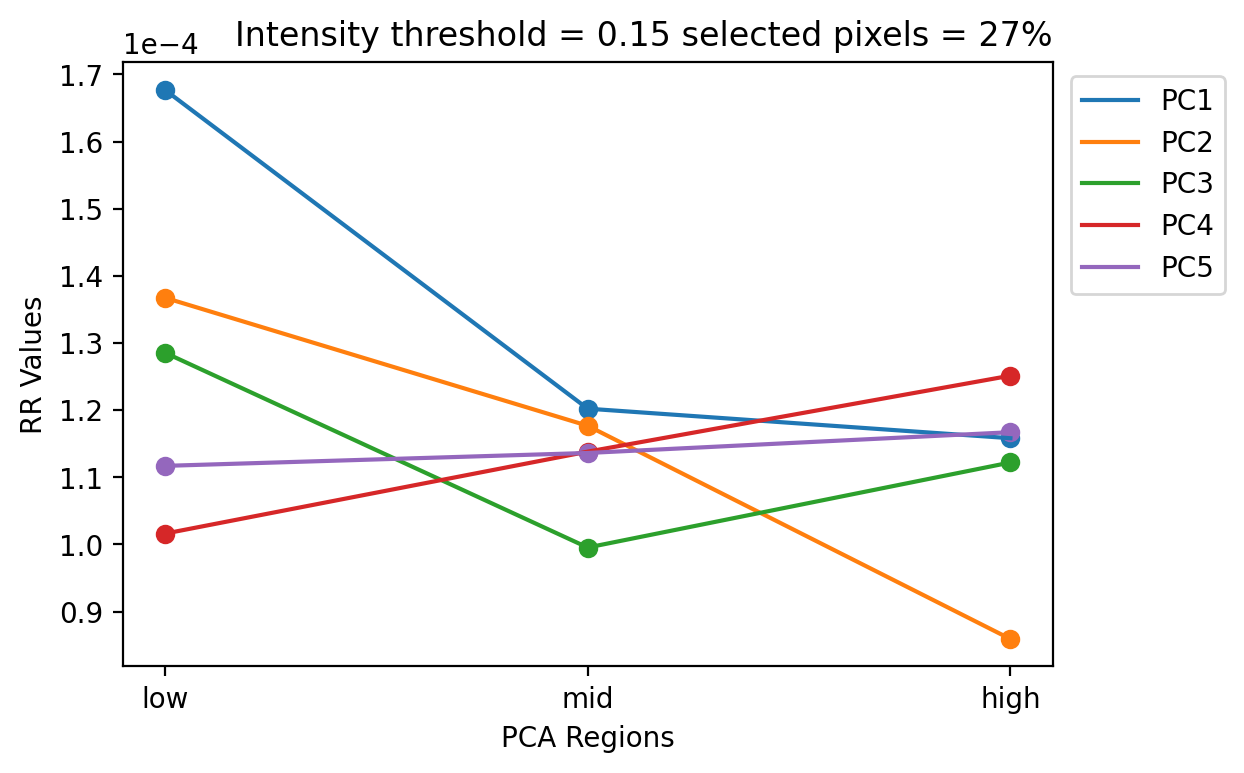 Intensity threshold = 0.15 selected pixels = 27%
1e−4
1.7
1.6
1.5
1.4
1.3
1.2
1.1
1.0
0.9
RR Values
low
mid
high
PCA Regions
PC1
PC2
PC3
PC4
PC5